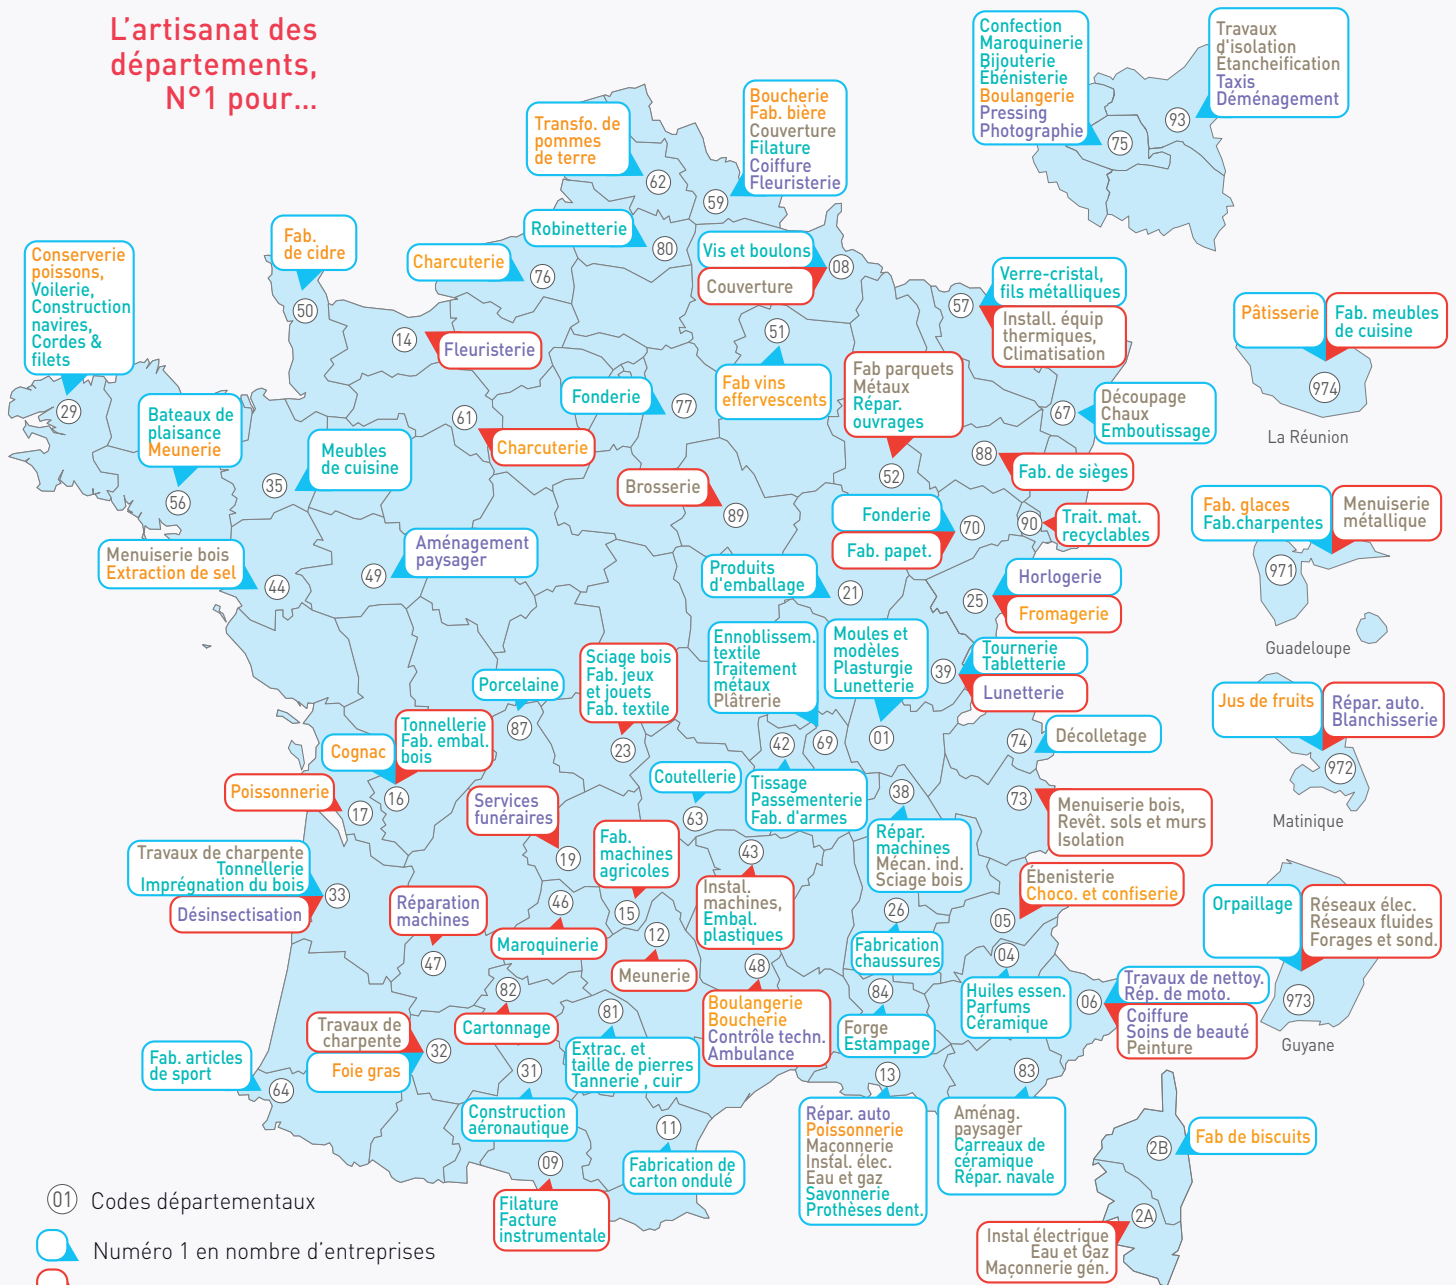 L'artisanat des
départements,
N°1 pour...
Confection
Maroquinerie
Bijouterie
Ébénisterie
Boulangerie
Pressing
Photographie
75
Travaux
d'isolation
Étancheification
Taxis
Déménagement
93
Transfo. de
pommes
de terre
62
Boucherie
Fab. bière
Couverture
Filature
Coiffure
Fleuristerie
59
Robinetterie
80
Charcuterie
76
Fab.
de cidre
50
Conserverie
poissons,
Voilerie,
Construction
navires,
Cordes &
filets
29
Vis et boulons
Couverture
08
Verre-cristal,
fils métalliques
Install. équip
thermiques,
Climatisation
57
Pâtisserie
Fab. meubles
de cuisine
974
La Réunion
14
Fleuristerie
51
Fab vins
effervescents
Fab parquets
Métaux
Répar.
ouvrages
52
Fonderie
77
61
Charcuterie
67
Découpage
Chaux
Emboutissage
Bateaux de
plaisance
Meunerie
56
Meubles
de cuisine
35
88
Fab. de sièges
Brosserie
89
Fonderie
Fab. papet.
70
90
Trait. mat.
recyclables
Fab. glaces
Fab.charpentes
Menuiserie
métallique
971
Guadeloupe
Menuiserie bois
Extraction de sel
44
Aménagement
paysager
49
Produits
d'emballage
21
Horlogerie
Fromagerie
25
Ennoblissem.
textile
Traitement
métaux
Plâtrerie
69
Moules et
modèles
Plasturgie
Lunetterie
01
Tournerie
Tabletterie
Lunetterie
39
Sciage bois
Fab. jeux
et jouets
Fab. textile
23
Porcelaine
87
Jus de fruits
Répar. auto.
Blanchisserie
972
Matinique
Cognac
Tonnellerie
Fab. embal.
bois
16
42
Tissage
Passementerie
Fab. d'armes
74
Décolletage
Coutellerie
63
Poissonnerie
17
Services
funéraires
19
38
Répar.
machines
Mécan. ind.
Sciage bois
73
Menuiserie bois,
Revêt. sols et murs
Isolation
Fab.
machines
agricoles
15
43
Instal.
machines,
Embal.
plastiques
Travaux de charpente
Tonnellerie
Imprégnation du bois
Désinsectisation
33
Réparation
machines
47
46
Maroquinerie
Ébenisterie
Choco. et confiserie
05
26
Fabrication
chaussures
Orpaillage
Réseaux élec.
Réseaux fluides
Forages et sond.
973
Guyane
12
Meunerie
48
Boulangerie
Boucherie
Contrôle techn.
Ambulance
04
Huiles essen.
Parfums
Céramique
06
Travaux de nettoy.
Rép. de moto.
Coiffure
Soins de beauté
Peinture
82
Cartonnage
84
Forge
Estampage
81
Extrac. et
taille de pierres
Tannerie , cuir
Travaux de
charpente
Foie gras
32
Fab. articles
de sport
64
31
Construction
aéronautique
13
Répar. auto
Poissonnerie
Maconnerie
Insfal. élec.
Eau et gaz
Savonnerie
Prothèses dent.
83
Aménag.
paysager
Carreaux de
céramique
Répar. navale
11
Fabrication de
carton ondulé
09
Filature
Facture
instrumentale
2B
Fab de biscuits
2A
Instal électrique
Eau et Gaz
Maçonnerie gén.
01 Codes départementaux
Numéro 1 en nombre d'entreprises